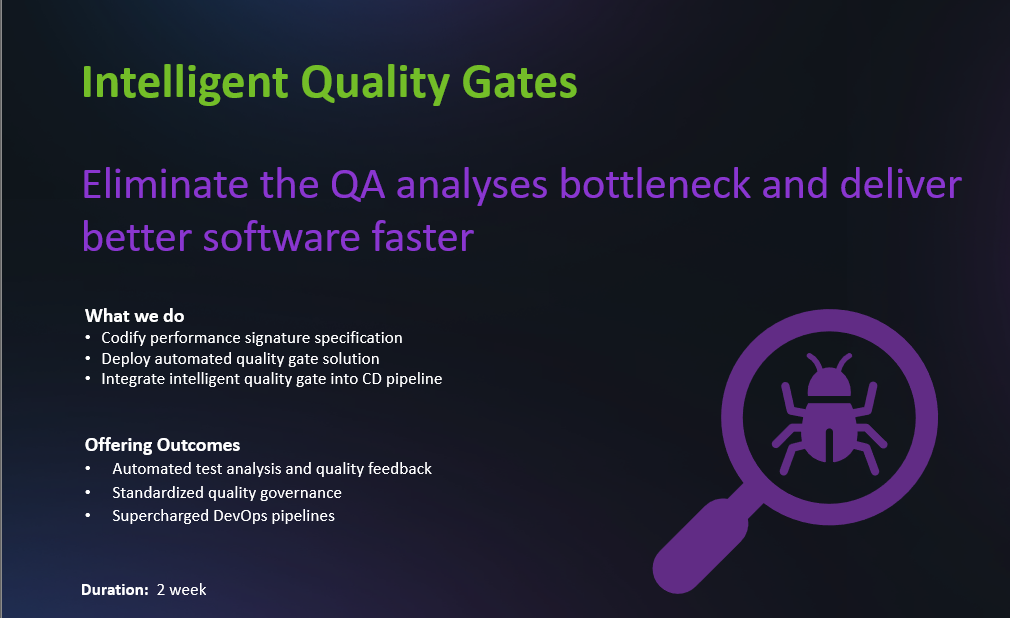 Intelligent Quality Gates
Eliminate the QA analyses bottleneck and deliver
better software faster
What we do
• Codify performance signature specification
• Deploy automated quality gate solution
• Integrate intelligent quality gate into CD pipeline
Offering Outcomes
• Automated test analysis and quality feedback
• Standardized quality governance
• Supercharged DevOps pipelines
Duration: 2 week